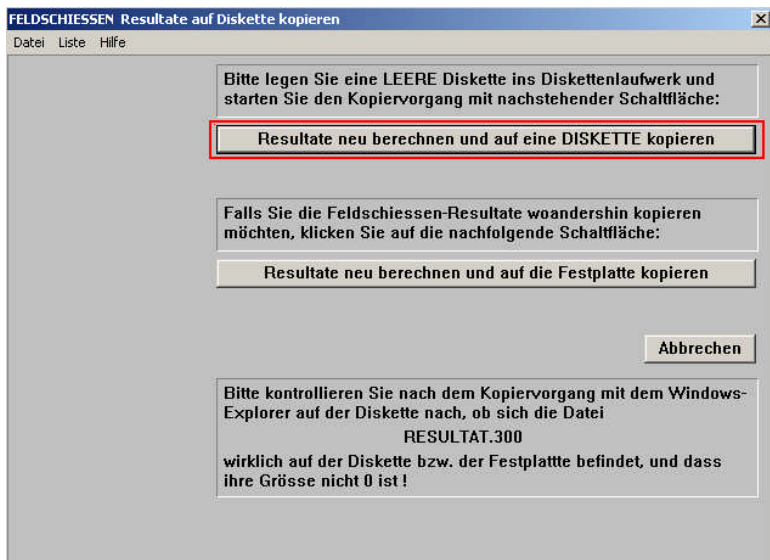 FELDSCHIESSEN Resultate auf Diskette kopieren
Datei Liste Hilfe
Bitte legen Sie eine LEERE Diskette ins Diskettenlaufwerk und
starten Sie den Kopiervorgang mit nachstehender Schaltfläche:
Resultate neu berechnen und auf eine DISKETTE kopieren
Falls Sie die Feldschiessen-Resultate woandershin kopieren
möchten, klicken Sie auf die nachfolgende Schaltfläche:
Resultate neu berechnen und auf die Festplatte kopieren
Abbrechen
Bitte kontrollieren Sie nach dem Kopiervorgang mit dem Windows-
Explorer auf der Diskette nach, ob sich die Datei
RESULTAT.300
wirklich auf der Diskette bzw. der Festplattte befindet, und dass
ihre Grösse nicht 0 ist !